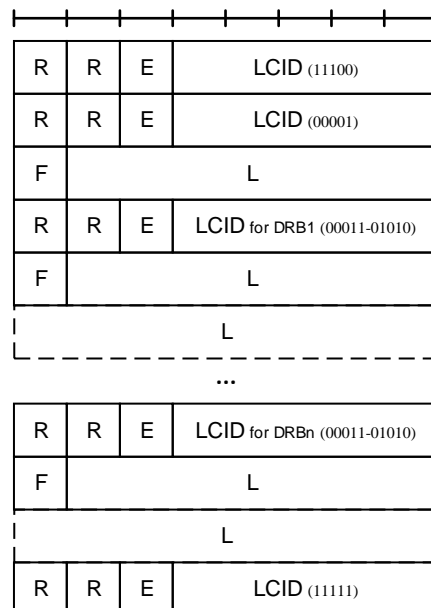 R R E LCID (11100)
R R E LCID (00001)
F L
R R E LCID for DRB1 (00011-01010)
F L
L
...
R R E LCID for DRBn (00011-01010)
F L
L
R R E LCID (11111)